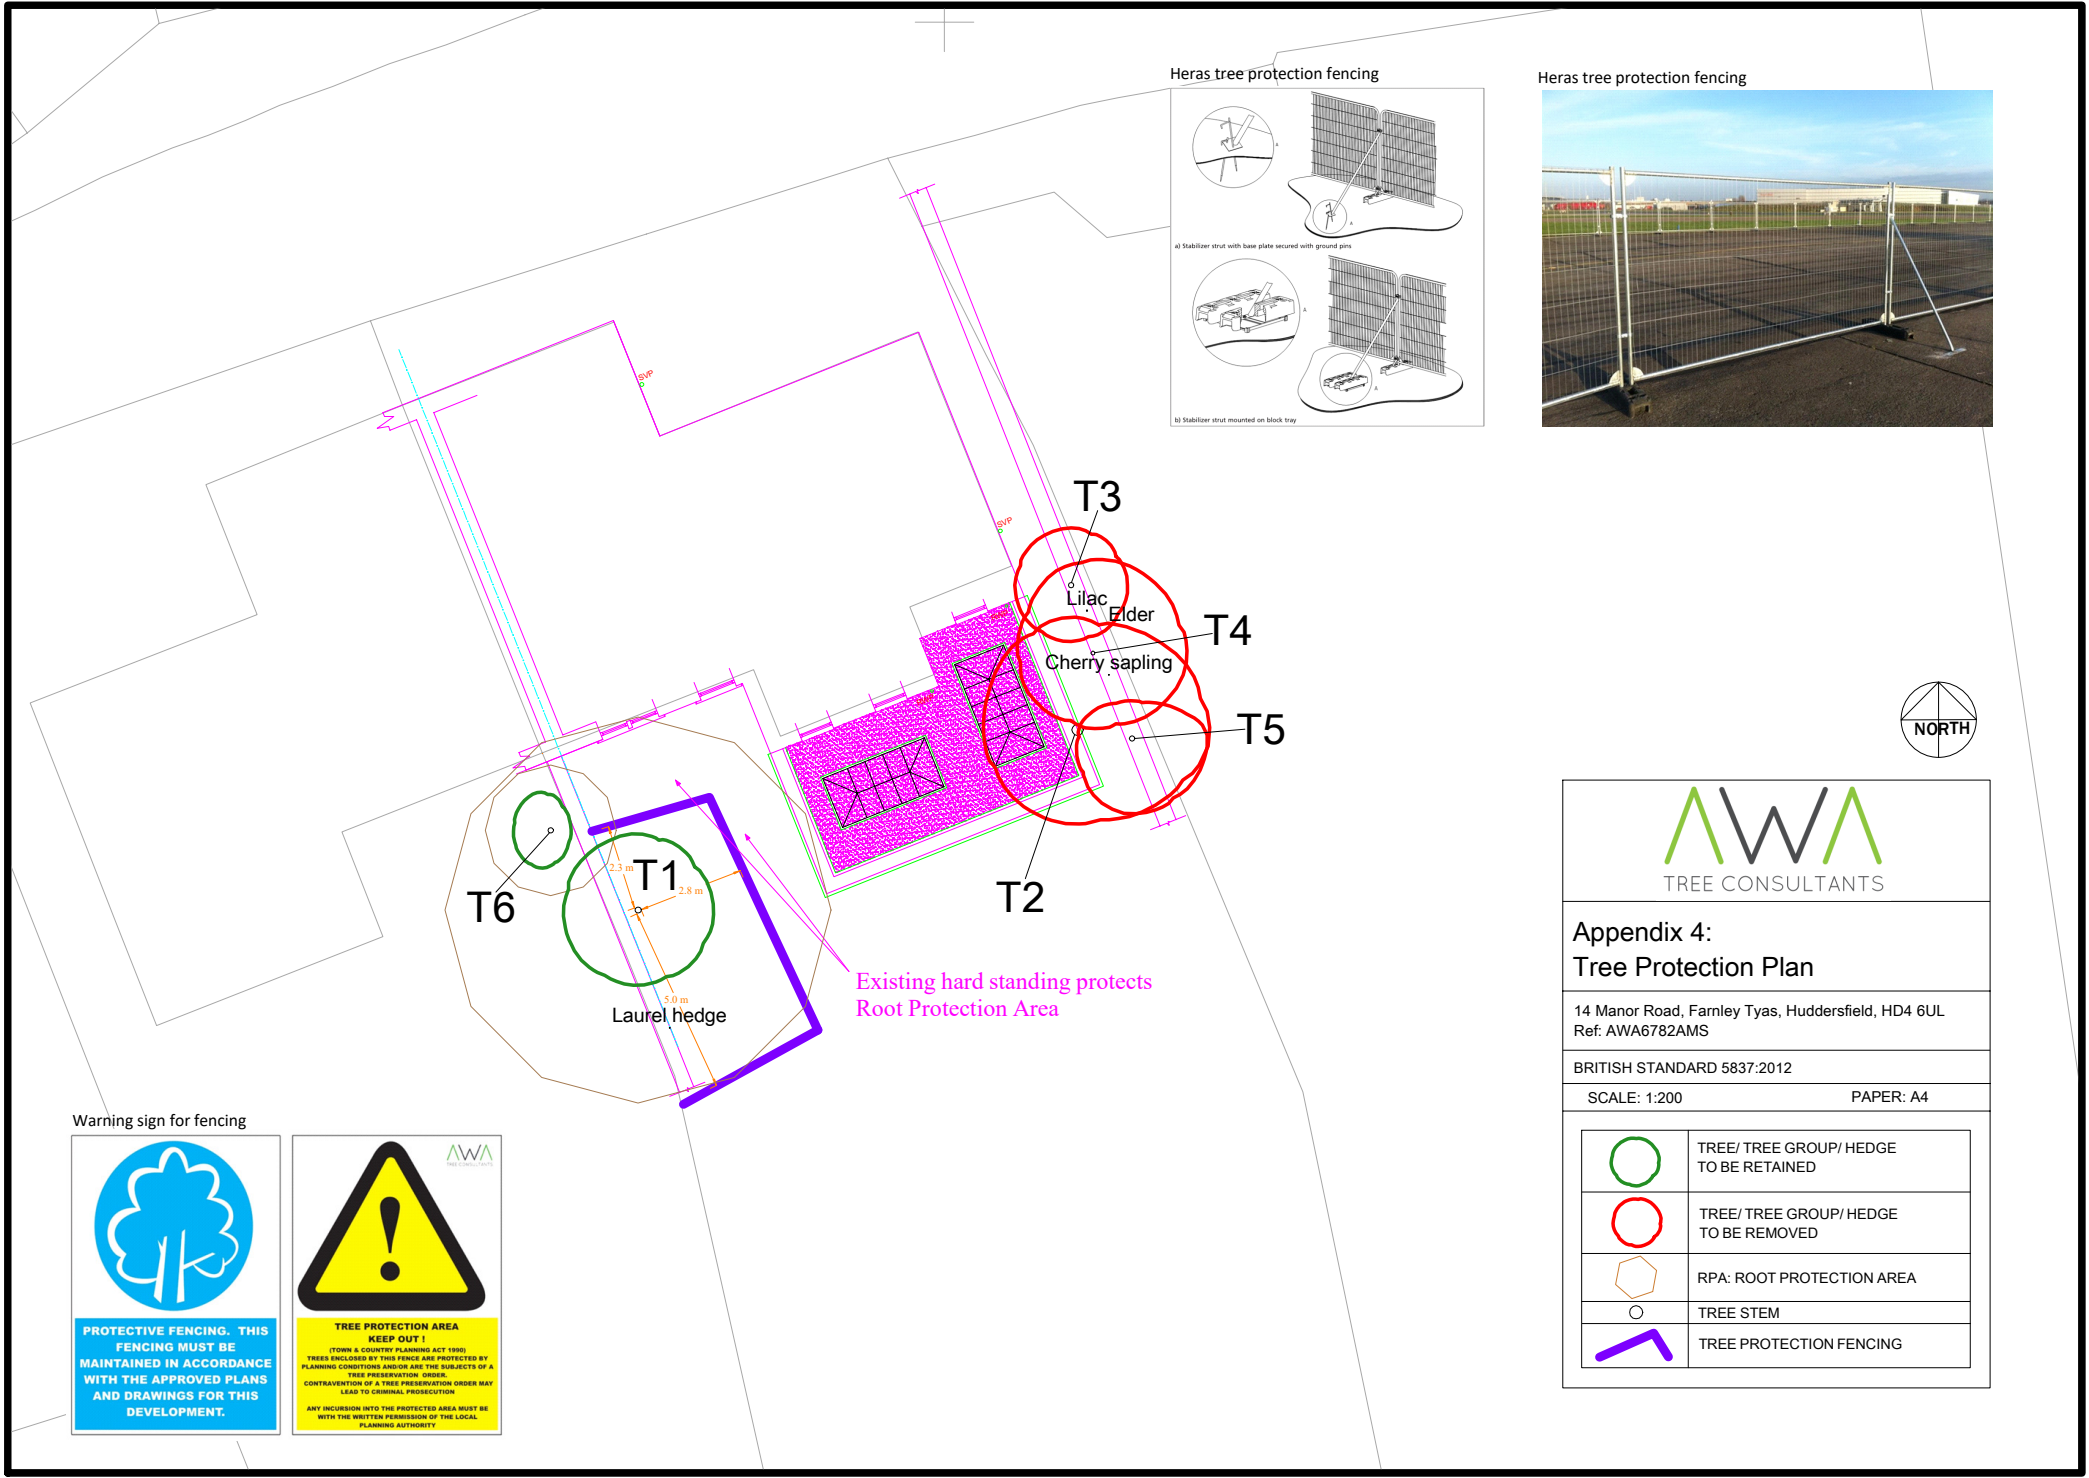 Heras tree protection fencing
Heras tree protection fencing
A
A
a) Stabilizer strut with base plate secured with ground pins
A
A
b) Stabilizer strut mounted on block tray
SVP
SVP
T3
Lilac
Elder
T4
Cherry sapling
T5
T2
T1
T6
2.3 m
2.8 m
5.0 m
Laurel hedge
Existing hard standing protects
Root Protection Area
NORTH
AWA
TREE CONSULTANTS
Appendix 4:
Tree Protection Plan
14 Manor Road, Farnley Tyas, Huddersfield, HD4 6UL
Ref: AWA6782AMS
BRITISH STANDARD 5837:2012
SCALE: 1:200 PAPER: A4
TREE/ TREE GROUP/ HEDGE
TO BE RETAINED
TREE/ TREE GROUP/ HEDGE
TO BE REMOVED
RPA: ROOT PROTECTION AREA
TREE STEM
TREE PROTECTION FENCING
Warning sign for fencing
PROTECTIVE FENCING. THIS
FENCING MUST BE
MAINTAINED IN ACCORDANCE
WITH THE APPROVED PLANS
AND DRAWINGS FOR THIS
DEVELOPMENT.
AWA
TREE CONSULTANTS
TREE PROTECTION AREA
KEEP OUT !
(TOWN & COUNTRY PLANNING ACT 1990)
TREES ENCLOSED BY THIS FENCE ARE PROTECTED BY
PLANNING CONDITIONS AND/OR ARE THE SUBJECTS OF A
TREE PRESERVATION ORDER.
CONTRAVENTION OF A TREE PRESERVATION ORDER MAY
LEAD TO CRIMINAL PROSECUTION
ANY INCURSION INTO THE PROTECTED AREA MUST BE
WITH THE WRITTEN PERMISSION OF THE LOCAL
PLANNING AUTHORITY